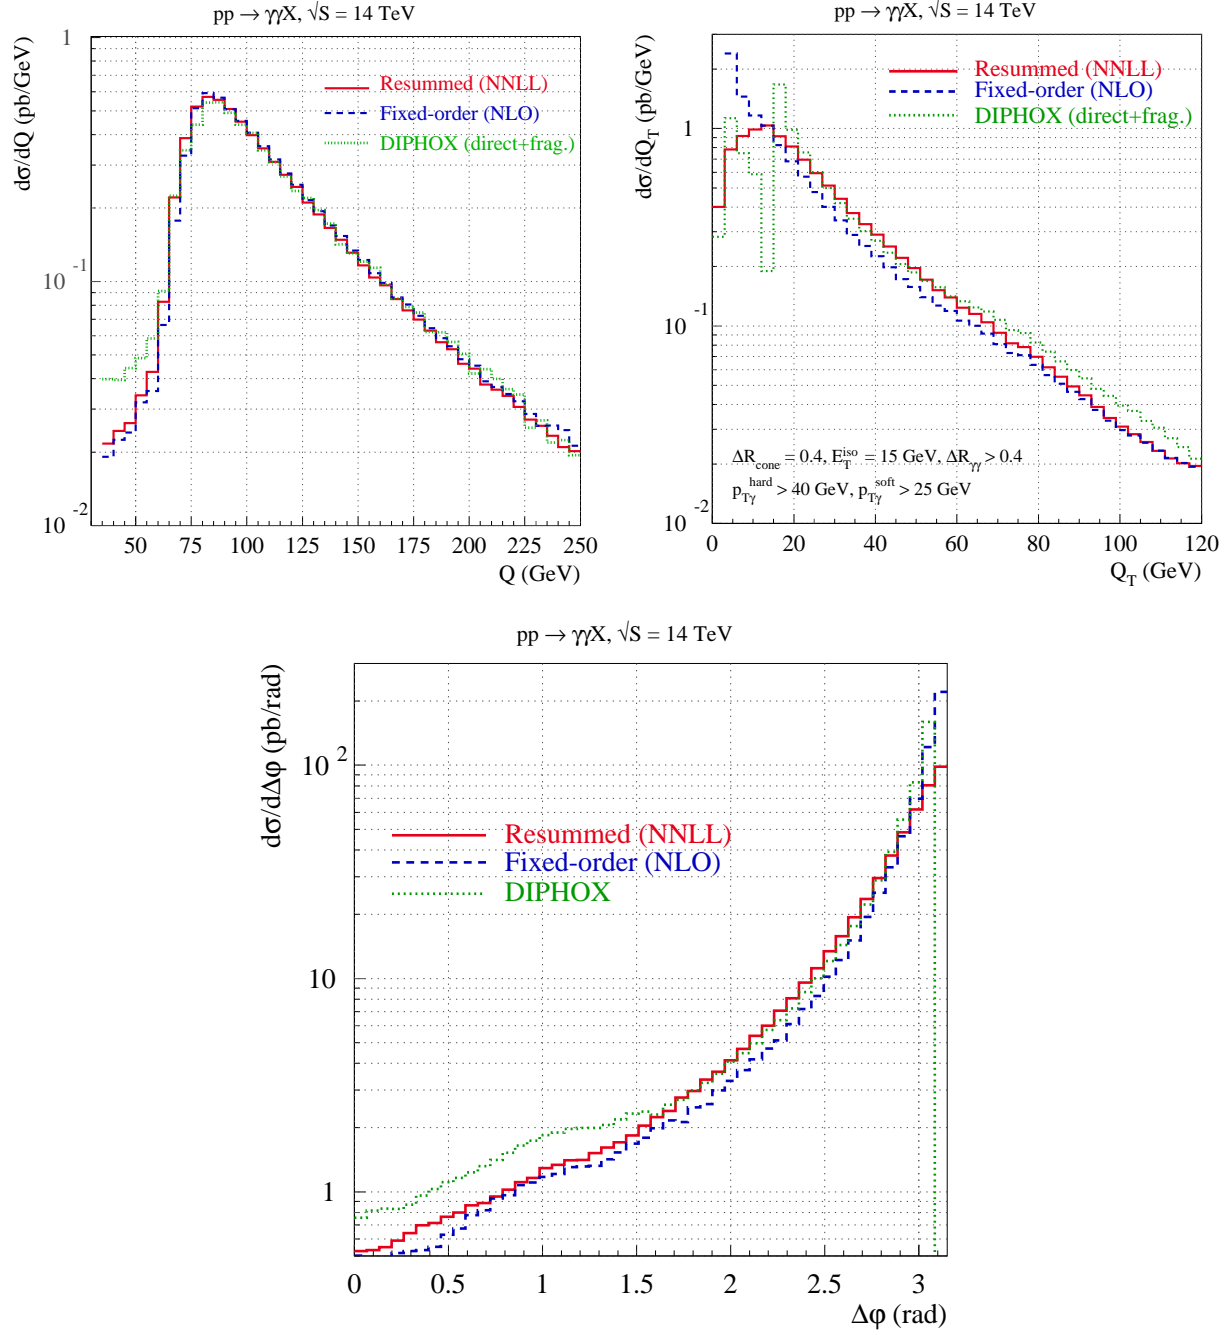 pp → γγX, √S = 14 TeV
dσ/dQ (pb/GeV)
1
10 -1
10 -2
Resummed (NNLL)
Fixed-order (NLO)
DIPHOX (direct+frag.)
50 75 100 125 150 175 200 225 250
Q (GeV)
pp → γγX, √S = 14 TeV
dσ/dQ_T (pb/GeV)
1
10 -1
10 -2
Resummed (NNLL)
Fixed-order (NLO)
DIPHOX (direct+frag.)
ΔR_cone = 0.4, E_T^iso = 15 GeV, ΔR_γγ > 0.4
p_Tγ^hard > 40 GeV, p_Tγ^soft > 25 GeV
0 20 40 60 80 100 120
Q_T (GeV)
pp → γγX, √S = 14 TeV
dσ/dΔφ (pb/rad)
10 2
10
1
Resummed (NNLL)
Fixed-order (NLO)
DIPHOX
0 0.5 1 1.5 2 2.5 3
Δφ (rad)